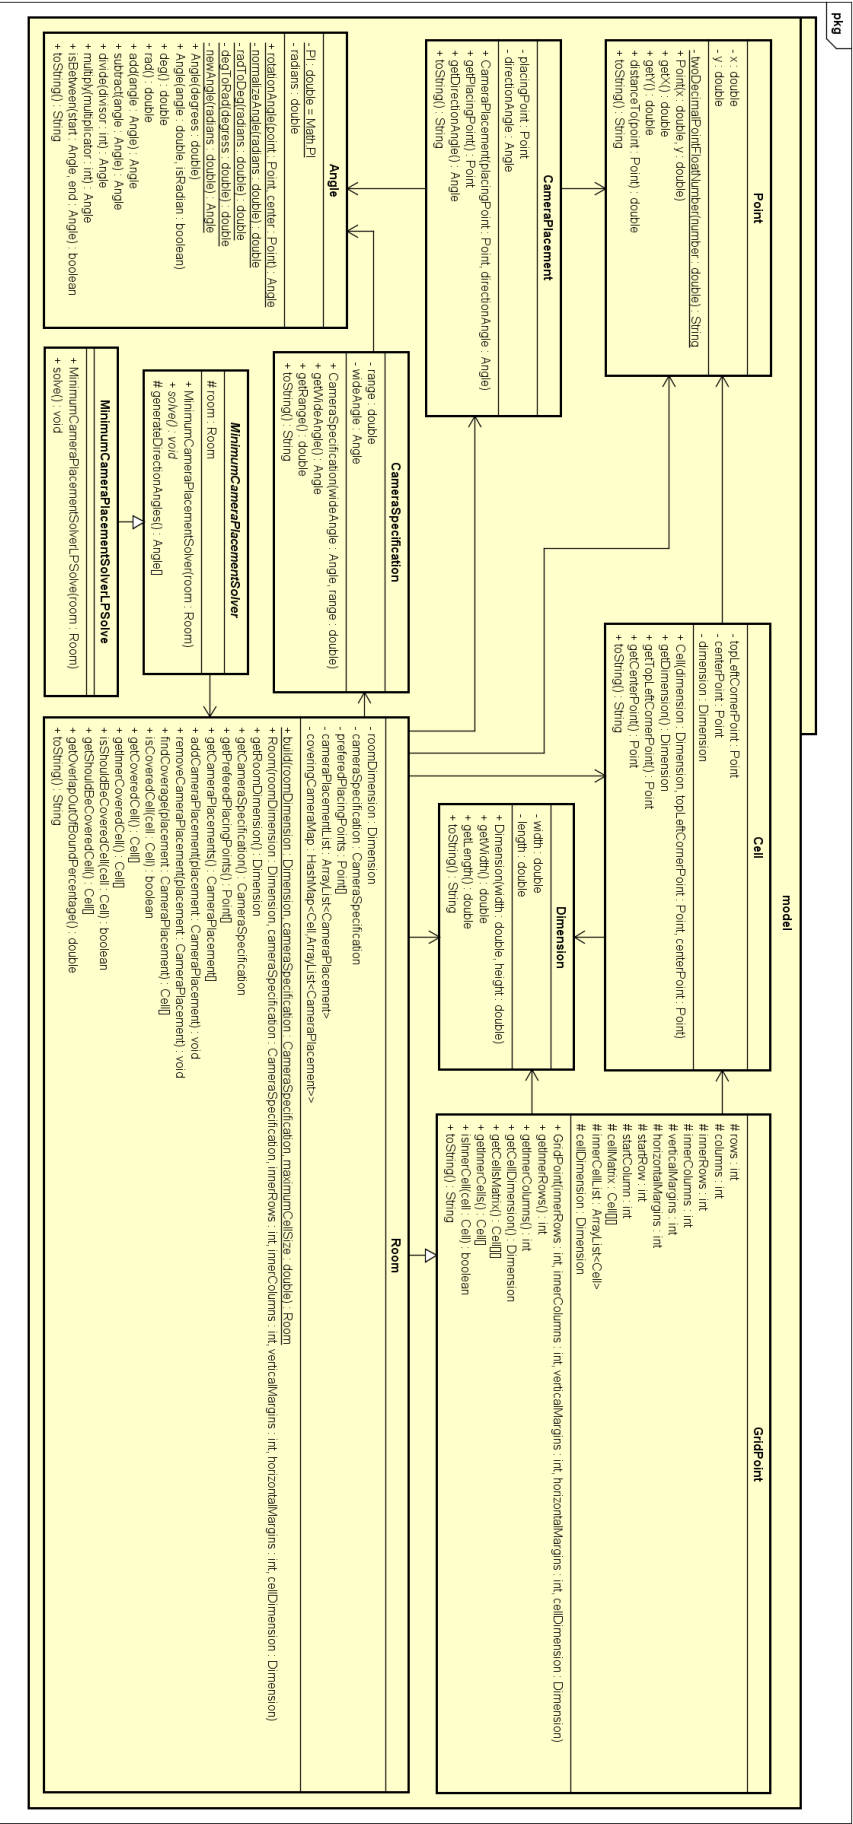 pkg
model
Point
- x : double
- y : double
- twoDecimalPointFloatNumber(number : double) : String
+ Point(x : double, y : double)
+ getX() : double
+ getY() : double
+ distanceTo(point : Point) : double
+ toString() : String
Cell
- topLeftCornerPoint : Point
- centerPoint : Point
- dimension : Dimension
+ Cell(dimension : Dimension, topLeftCornerPoint : Point, centerPoint : Point)
+ getDimension() : Dimension
+ getTopLeftCornerPoint() : Point
+ getCenterPoint() : Point
+ toString() : String
GridPoint
# rows : int
# columns : int
# innerRows : int
# innerColumns : int
# verticalMargins : int
# horizontalMargins : int
# startRow : int
# startColumn : int
# cellMatrix : Cell[][]
# innerCellList : ArrayList<Cell>
# cellDimension : Dimension
+ GridPoint(innerRows : int, innerColumns : int, verticalMargins : int, horizontalMargins : int, cellDimension : Dimension)
+ getInnerRows() : int
+ getInnerColumns() : int
+ getCellDimension() : Dimension
+ getCellsMatrix() : Cell[][]
+ getInnerCells() : Cell[]
+ isInnerCell(cell : Cell) : boolean
+ toString() : String
CameraPlacement
- placingPoint : Point
- directionAngle : Angle
+ CameraPlacement(placingPoint : Point, directionAngle : Angle)
+ getPlacingPoint() : Point
+ getDirectionAngle() : Angle
+ toString() : String
Dimension
- width : double
- length : double
+ Dimension(width : double, height : double)
+ getWidth() : double
+ getLength() : double
+ toString() : String
Angle
- PI : double = Math.PI
- radians : double
+ rotationAngle(point : Point, center : Point) : Angle
- normalizeAngle(radians : double) : double
- radToDeg(radians : double) : double
- degToRad(degress : double) : double
- newAngle(radians : double) : Angle
+ Angle(degrees : double)
+ Angle(angle : double, isRadian : boolean)
+ deg() : double
+ rad() : double
+ add(angle : Angle) : Angle
+ subtract(angle : Angle) : Angle
+ divide(divisor : int) : Angle
+ multiply(multiplicator : int) : Angle
+ isBetween(start : Angle, end : Angle) : boolean
+ toString() : String
CameraSpecification
- range : double
- wideAngle : Angle
+ CameraSpecification(wideAngle : Angle, range : double)
+ getWideAngle() : Angle
+ getRange() : double
+ toString() : String
MinimumCameraPlacementSolver
# room : Room
+ MinimumCameraPlacementSolver(room : Room)
+ solve() : void
# generateDirectionAngles() : Angle[]
MinimumCameraPlacementSolverLPSolve
+ MinimumCameraPlacementSolverLPSolve(room : Room)
+ solve() : void
Room
- roomDimension : Dimension
- cameraSpecification : CameraSpecification
- preferedPlacingPoints : Point[]
- cameraPlacementList : ArrayList<CameraPlacement>
- coveringCameraMap : HashMap<Cell,ArrayList<CameraPlacement>>
+ build(roomDimension : Dimension, cameraSpecification : CameraSpecification, maximumCellSize : double) : Room
+ Room(roomDimension : Dimension, cameraSpecification : CameraSpecification, innerRows : int, innerColumns : int, verticalMargins : int, horizontalMargins : int, cellDimension : Dimension)
+ getRoomDimension() : Dimension
+ getCameraSpecification() : CameraSpecification
+ getPreferedPlacingPoints() : Point[]
+ getCameraPlacements() : CameraPlacement[]
+ addCameraPlacement(placement : CameraPlacement) : void
+ removeCameraPlacement(placement : CameraPlacement) : void
+ findCoverage(placement : CameraPlacement) : Cell[]
+ isCoveredCell(cell : Cell) : boolean
+ getCoveredCell() : Cell[]
+ getInnerCoveredCell() : Cell[]
+ isShouldBeCoveredCell(cell : Cell) : boolean
+ getShouldBeCoveredCell() : Cell[]
+ getOverlapOutOfBoundPercentage() : double
+ toString() : String